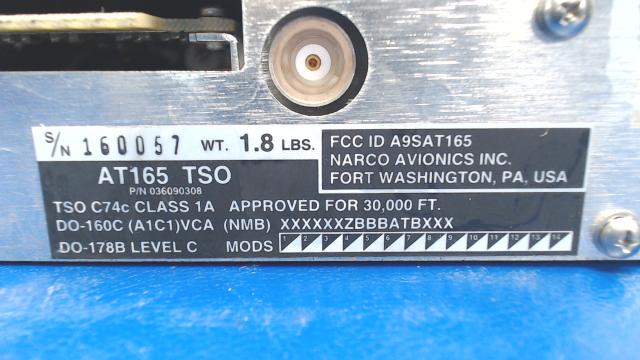 S/N 160057 WT. 1.8 LBS.
FCC ID A9SAT165
NARCO AVIONICS INC.
FORT WASHINGTON, PA, USA
AT165 TSO
P/N 036090308
TSO C74c CLASS 1A APPROVED FOR 30,000 FT.
DO-160C (A1C1)VCA (NMB) XXXXXXZBBBATBXXX
DO-178B LEVEL C MODS 1 2 3 4 5 6 7 8 9 10 11 12 13 14